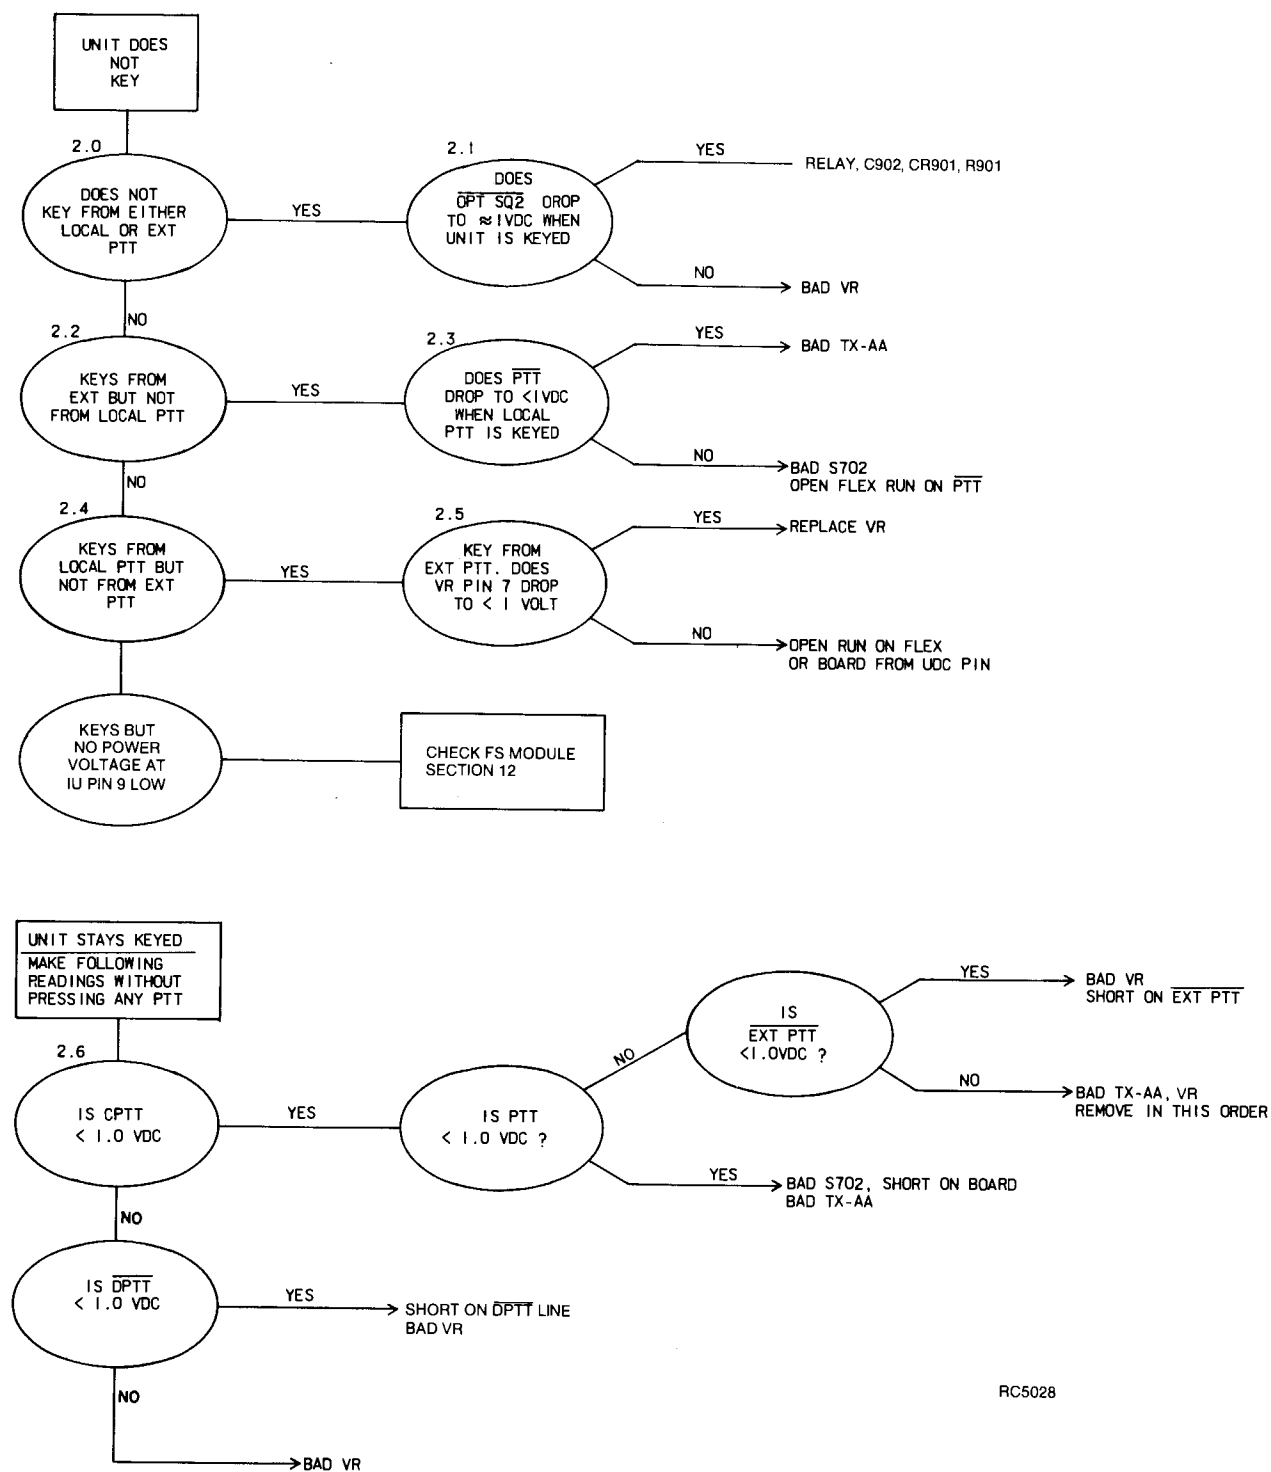 UNIT DOES
NOT
KEY
2.0
DOES NOT
KEY FROM EITHER
LOCAL OR EXT
PTT
YES
2.1
DOES
OPT SQ2 DROP
TO ≈1VDC WHEN
UNIT IS KEYED
YES
RELAY, C902, CR901, R901
NO
BAD VR
NO
2.2
KEYS FROM
EXT BUT NOT
FROM LOCAL PTT
YES
2.3
DOES PTT
DROP TO <1VDC
WHEN LOCAL
PTT IS KEYED
YES
BAD TX-AA
NO
BAD S702
OPEN FLEX RUN ON PTT
NO
2.4
KEYS FROM
LOCAL PTT BUT
NOT FROM EXT
PTT
YES
2.5
KEY FROM
EXT PTT. DOES
VR PIN 7 DROP
TO < 1 VOLT
YES
REPLACE VR
NO
OPEN RUN ON FLEX
OR BOARD FROM UDC PIN
KEYS BUT
NO POWER
VOLTAGE AT
IU PIN 9 LOW
CHECK FS MODULE
SECTION 12
UNIT STAYS KEYED
MAKE FOLLOWING
READINGS WITHOUT
PRESSING ANY PTT
2.6
IS CPTT
< 1.0 VDC
YES
IS PTT
< 1.0 VDC ?
NO
IS
EXT PTT
<1.0VDC ?
YES
BAD VR
SHORT ON EXT PTT
NO
BAD TX-AA, VR
REMOVE IN THIS ORDER
YES
BAD S702, SHORT ON BOARD
BAD TX-AA
NO
IS DPTT
< 1.0 VDC
YES
SHORT ON DPTT LINE
BAD VR
NO
BAD VR
RC5028